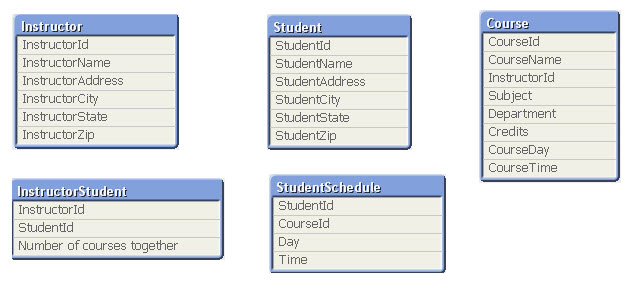 Instructor
InstructorId
InstructorName
InstructorAddress
InstructorCity
InstructorState
InstructorZip
Student
StudentId
StudentName
StudentAddress
StudentCity
StudentState
StudentZip
Course
CourseId
CourseName
InstructorId
Subject
Department
Credits
CourseDay
CourseTime
InstructorStudent
InstructorId
StudentId
Number of courses together
StudentSchedule
StudentId
CourseId
Day
Time